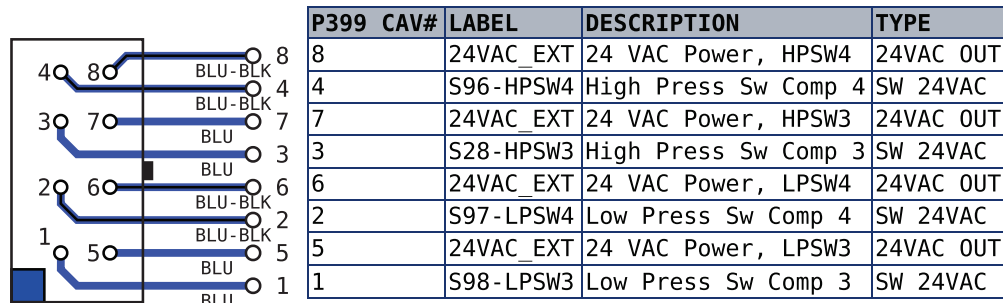 P399 CAV# LABEL DESCRIPTION TYPE
4 8 8 8 24VAC_EXT 24 VAC Power, HPSW4 24VAC OUT
BLU-BLK
4 4 S96-HPSW4 High Press Sw Comp 4 SW 24VAC
BLU-BLK
3 7 7 7 24VAC_EXT 24 VAC Power, HPSW3 24VAC OUT
BLU
3 3 S28-HPSW3 High Press Sw Comp 3 SW 24VAC
BLU
2 6 6 6 24VAC_EXT 24 VAC Power, LPSW4 24VAC OUT
BLU-BLK
2 2 S97-LPSW4 Low Press Sw Comp 4 SW 24VAC
BLU-BLK
1 5 5 5 24VAC_EXT 24 VAC Power, LPSW3 24VAC OUT
BLU
1 1 S98-LPSW3 Low Press Sw Comp 3 SW 24VAC
BLU